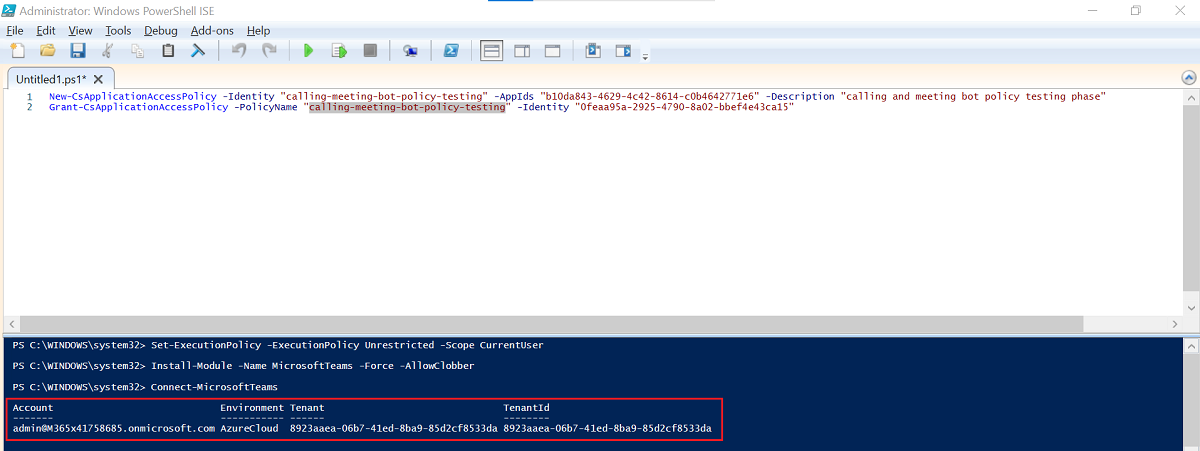 Administrator: Windows PowerShell ISE
File Edit View Tools Debug Add-ons Help
Untitled1.ps1* X
1 New-CsApplicationAccessPolicy -Identity "calling-meeting-bot-policy-testing" -AppIds "b10da843-4629-4c42-8614-c0b4642771e6" -Description "calling and meeting bot policy testing phase"
2 Grant-CsApplicationAccessPolicy -PolicyName "calling-meeting-bot-policy-testing" -Identity "0feaa95a-2925-4790-8a02-bbef4e43ca15"
PS C:\WINDOWS\system32> Set-ExecutionPolicy -ExecutionPolicy Unrestricted -Scope CurrentUser
PS C:\WINDOWS\system32> Install-Module -Name MicrosoftTeams -Force -AllowClobber
PS C:\WINDOWS\system32> Connect-MicrosoftTeams
Account Environment Tenant TenantId
------- ----------- ------ --------
admin@M365x41758685.onmicrosoft.com AzureCloud 8923aaea-06b7-41ed-8ba9-85d2cf8533da 8923aaea-06b7-41ed-8ba9-85d2cf8533da